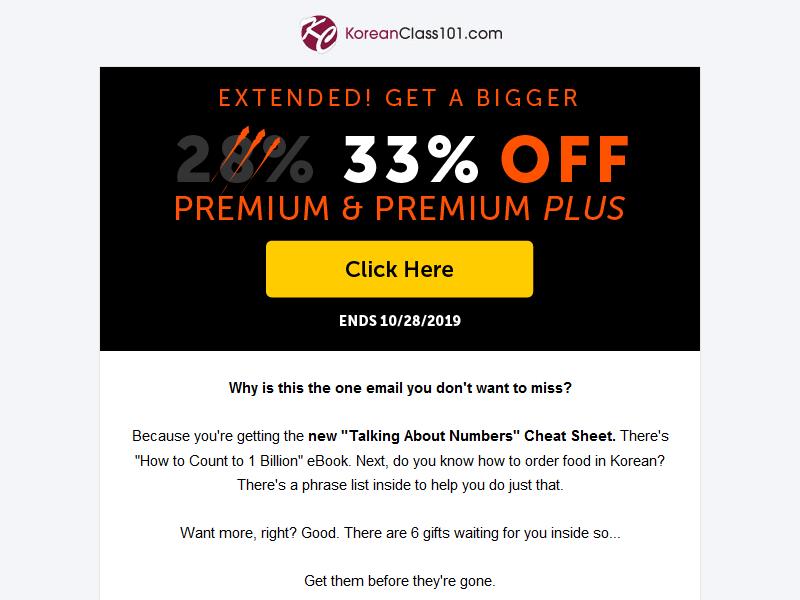 KoreanClass101.com
EXTENDED! GET A BIGGER
28% 33% OFF
PREMIUM & PREMIUM PLUS
Click Here
ENDS 10/28/2019
Why is this the one email you don't want to miss?
Because you're getting the new "Talking About Numbers" Cheat Sheet. There's
"How to Count to 1 Billion" eBook. Next, do you know how to order food in Korean?
There's a phrase list inside to help you do just that.
Want more, right? Good. There are 6 gifts waiting for you inside so...
Get them before they're gone.